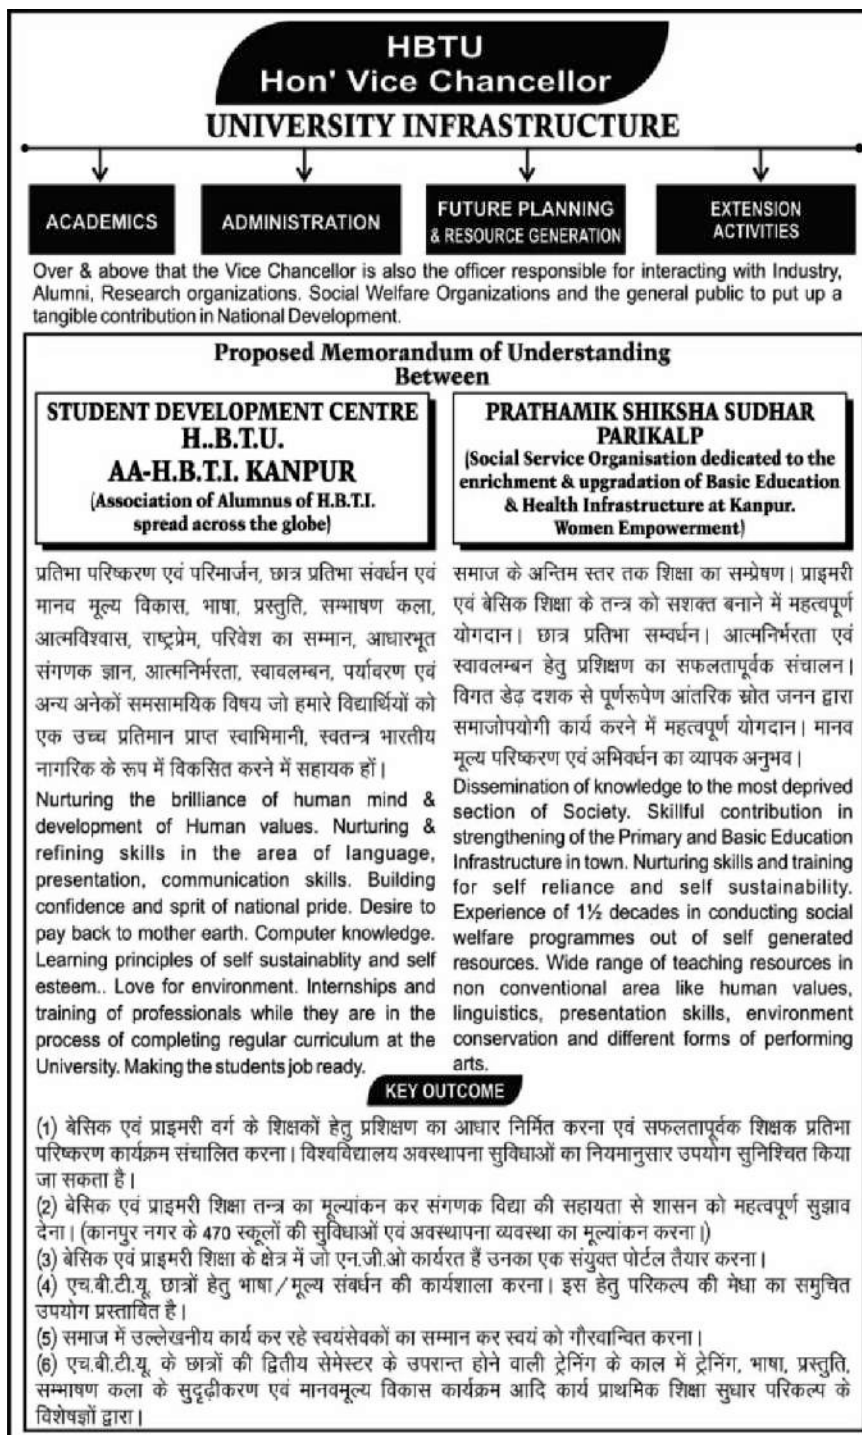 HBTU
Hon' Vice Chancellor
UNIVERSITY INFRASTRUCTURE
ACADEMICS
ADMINISTRATION
FUTURE PLANNING
& RESOURCE GENERATION
EXTENSION
ACTIVITIES
Over & above that the Vice Chancellor is also the officer responsible for interacting with Industry,
Alumni, Research organizations. Social Welfare Organizations and the general public to put up a
tangible contribution in National Development.
Proposed Memorandum of Understanding
Between
STUDENT DEVELOPMENT CENTRE
H..B.T.U.
AA-H.B.T.I. KANPUR
(Association of Alumnus of H.B.T.I.
spread across the globe)
प्रतिभा परिष्करण एवं परिमार्जन, छात्र प्रतिभा संवर्धन एवं
मानव मूल्य विकास, भाषा, प्रस्तुति, सम्भाषण कला,
आत्मविश्वास, राष्ट्रप्रेम, परिवेश का सम्मान, आधारभूत
संगणक ज्ञान, आत्मनिर्भरता, स्वावलम्बन, पर्यावरण एवं
अन्य अनेकों समसामयिक विषय जो हमारे विद्यार्थियों को
एक उच्च प्रतिमान प्राप्त स्वाभिमानी, स्वतन्त्र भारतीय
नागरिक के रूप में विकसित करने में सहायक हों।
Nurturing the brilliance of human mind &
development of Human values. Nurturing &
refining skills in the area of language,
presentation, communication skills. Building
confidence and sprit of national pride. Desire to
pay back to mother earth. Computer knowledge.
Learning principles of self sustainablity and self
esteem.. Love for environment. Internships and
training of professionals while they are in the
process of completing regular curriculum at the
University. Making the students job ready.
PRATHAMIK SHIKSHA SUDHAR
PARIKALP
(Social Service Organisation dedicated to the
enrichment & upgradation of Basic Education
& Health Infrastructure at Kanpur.
Women Empowerment)
समाज के अन्तिम स्तर तक शिक्षा का सम्प्रेषण। प्राइमरी
एवं बेसिक शिक्षा के तन्त्र को सशक्त बनाने में महत्वपूर्ण
योगदान। छात्र प्रतिभा सम्वर्धन। आत्मनिर्भरता एवं
स्वावलम्बन हेतु प्रशिक्षण का सफलतापूर्वक संचालन।
विगत डेढ़ दशक से पूर्णरूपेण आंतरिक स्रोत जनन द्वारा
समाजोपयोगी कार्य करने में महत्वपूर्ण योगदान। मानव
मूल्य परिष्करण एवं अभिवर्धन का व्यापक अनुभव।
Dissemination of knowledge to the most deprived
section of Society. Skillful contribution in
strengthening of the Primary and Basic Education
Infrastructure in town. Nurturing skills and training
for self reliance and self sustainability.
Experience of 1½ decades in conducting social
welfare programmes out of self generated
resources. Wide range of teaching resources in
non conventional area like human values,
linguistics, presentation skills, environment
conservation and different forms of performing
arts.
KEY OUTCOME
(1) बेसिक एवं प्राइमरी वर्ग के शिक्षकों हेतु प्रशिक्षण का आधार निर्मित करना एवं सफलतापूर्वक शिक्षक प्रतिभा
परिष्करण कार्यक्रम संचालित करना। विश्वविद्यालय अवस्थापना सुविधाओं का नियमानुसार उपयोग सुनिश्चित किया
जा सकता है।
(2) बेसिक एवं प्राइमरी शिक्षा तन्त्र का मूल्यांकन कर संगणक विद्या की सहायता से शासन को महत्वपूर्ण सुझाव
देना। (कानपुर नगर के 470 स्कूलों की सुविधाओं एवं अवस्थापना व्यवस्था का मूल्यांकन करना।)
(3) बेसिक एवं प्राइमरी शिक्षा के क्षेत्र में जो एन.जी.ओ कार्यरत हैं उनका एक संयुक्त पोर्टल तैयार करना।
(4) एच.बी.टी.यू. छात्रों हेतु भाषा/मूल्य संबर्धन की कार्यशाला करना। इस हेतु परिकल्प की मेधा का समुचित
उपयोग प्रस्तावित है।
(5) समाज में उल्लेखनीय कार्य कर रहे स्वयंसेवकों का सम्मान कर स्वयं को गौरवान्वित करना।
(6) एच.बी.टी.यू. के छात्रों की द्वितीय सेमेस्टर के उपरान्त होने वाली ट्रेनिंग के काल में ट्रेनिंग, भाषा, प्रस्तुति,
सम्भाषण कला के सुदृढ़ीकरण एवं मानवमूल्य विकास कार्यक्रम आदि कार्य प्राथमिक शिक्षा सुधार परिकल्प के
विशेषज्ञों द्वारा।